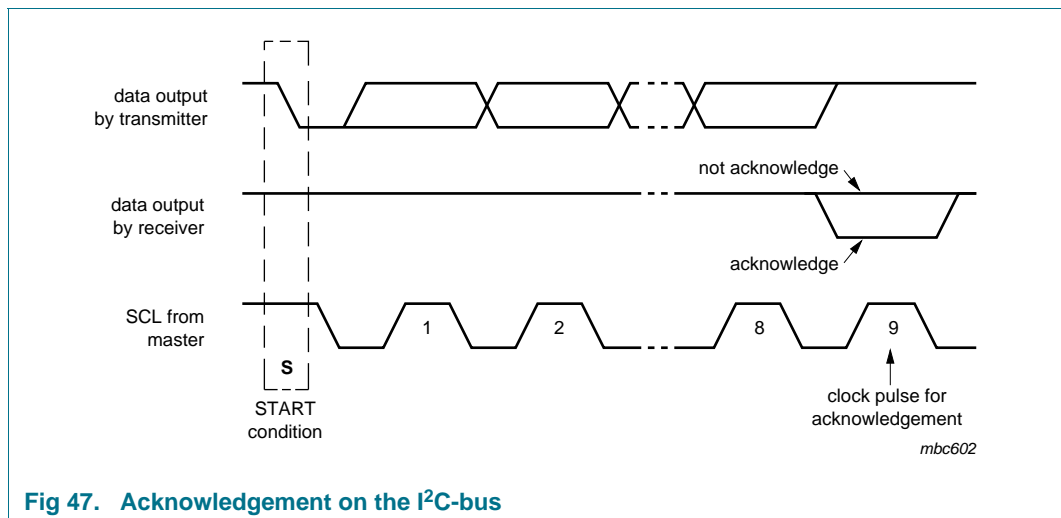 data output
by transmitter
not acknowledge
data output
by receiver
acknowledge
SCL from
master
1
2
8
9
S
START
condition
clock pulse for
acknowledgement
mbc602
Fig 47. Acknowledgement on the I²C-bus